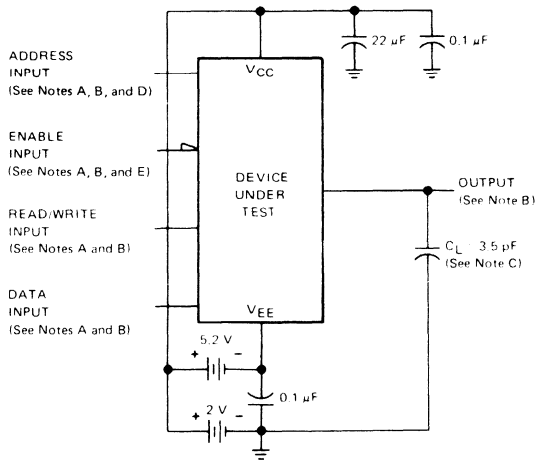 22 µF
0.1 µF
ADDRESS
INPUT
(See Notes A, B, and D)
VCC
ENABLE
INPUT
(See Notes A, B, and E)
DEVICE
UNDER
TEST
OUTPUT
(See Note B)
READ/WRITE
INPUT
(See Notes A and B)
CL 3.5 pF
(See Note C)
DATA
INPUT
(See Notes A and B)
VEE
5.2 V
+ -
0.1 µF
2 V
+ -